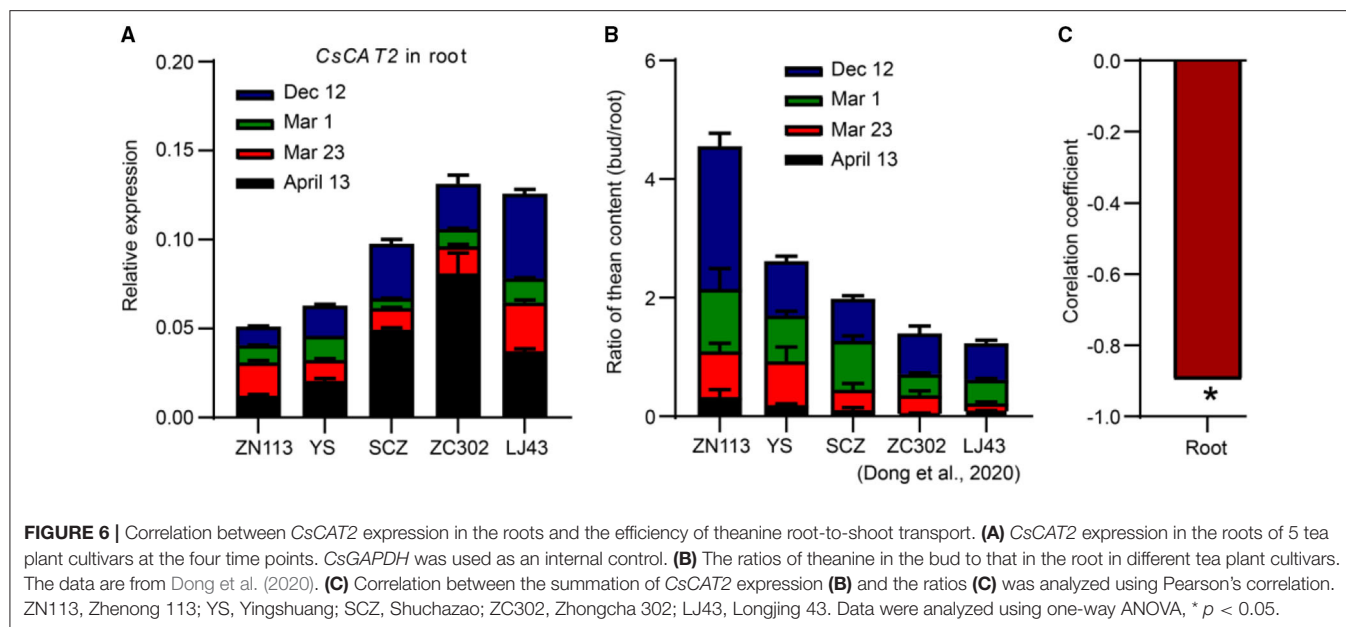 A
CsCAT2 in root
0.20
0.15
0.10
0.05
0.00
Relative expression
Dec 12
Mar 1
Mar 23
April 13
ZN113 YS SCZ ZC302 LJ43
B
6
4
2
0
Ratio of thean content (bud/root)
Dec 12
Mar 1
Mar 23
April 13
ZN113 YS SCZ ZC302 LJ43
(Dong et al., 2020)
C
0.0
-0.2
-0.4
-0.6
-0.8
-1.0
Corelation coefficient
*
Root
FIGURE 6 | Correlation between CsCAT2 expression in the roots and the efficiency of theanine root-to-shoot transport. (A) CsCAT2 expression in the roots of 5 tea
plant cultivars at the four time points. CsGAPDH was used as an internal control. (B) The ratios of theanine in the bud to that in the root in different tea plant cultivars.
The data are from Dong et al. (2020). (C) Correlation between the summation of CsCAT2 expression (B) and the ratios (C) was analyzed using Pearson's correlation.
ZN113, Zhenong 113; YS, Yingshuang; SCZ, Shuchazao; ZC302, Zhongcha 302; LJ43, Longjing 43. Data were analyzed using one-way ANOVA, * p < 0.05.